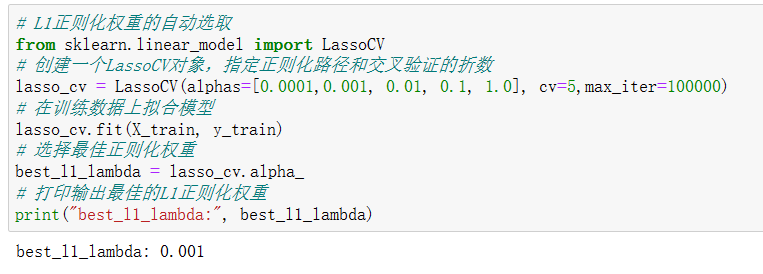 # L1正则化权重的自动选取
from sklearn.linear_model import LassoCV
# 创建一个LassoCV对象，指定正则化路径和交叉验证的折数
lasso_cv = LassoCV(alphas=[0.0001,0.001, 0.01, 0.1, 1.0], cv=5,max_iter=100000)
# 在训练数据上拟合模型
lasso_cv.fit(X_train, y_train)
# 选择最佳正则化权重
best_l1_lambda = lasso_cv.alpha_
# 打印输出最佳的L1正则化权重
print("best_l1_lambda:", best_l1_lambda)
best_l1_lambda: 0.001